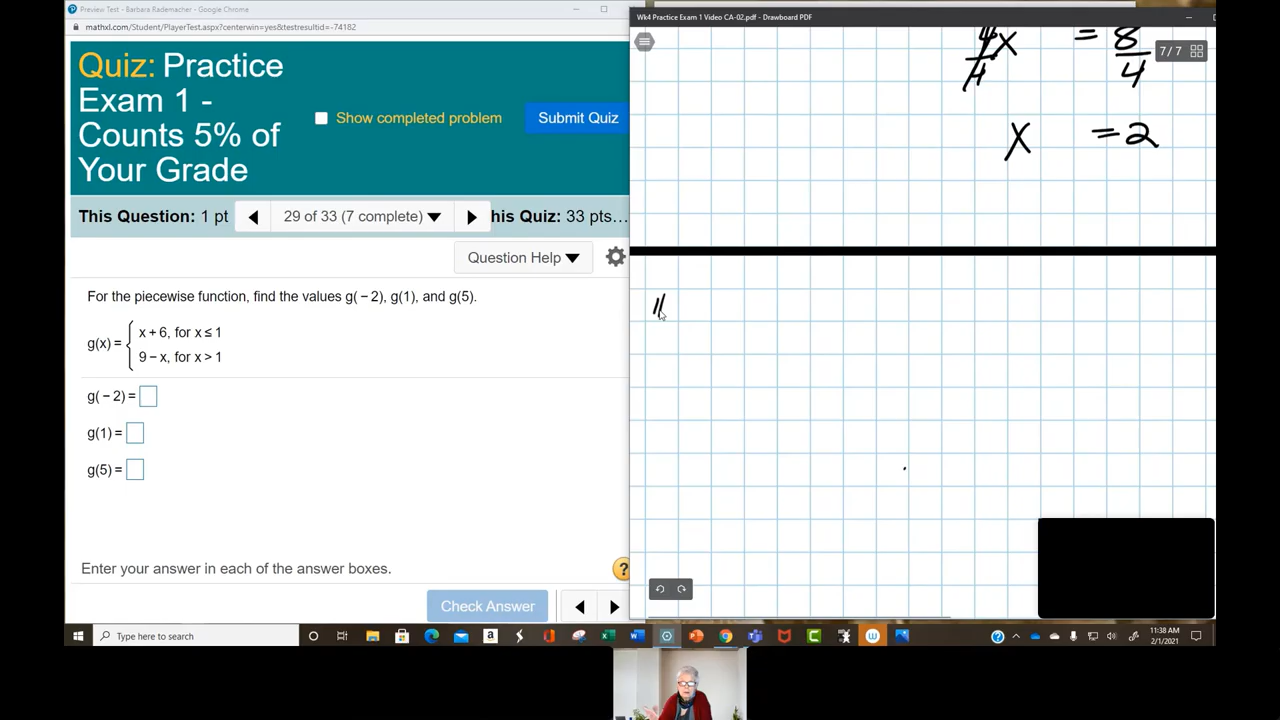 Preview Test - Barbara Rademacher - Google Chrome
mathxl.com/Student/PlayerTest.aspx?centerwin=yes&testresultid=-74182
Quiz: Practice
Exam 1 -
Counts 5% of
Your Grade
Show completed problem
Submit Quiz
This Question: 1 pt
29 of 33 (7 complete)
his Quiz: 33 pts...
Question Help
For the piecewise function, find the values g( − 2), g(1), and g(5).
g(x) =
x + 6, for x ≤ 1
9 − x, for x > 1
g( − 2) =
g(1) =
g(5) =
Enter your answer in each of the answer boxes.
?
Check Answer
Wk4 Practice Exam 1 Video CA-02.pdf - Drawboard PDF
7/7
4x = 8
4 4
x = 2
Type here to search
11:38 AM
2/1/2021